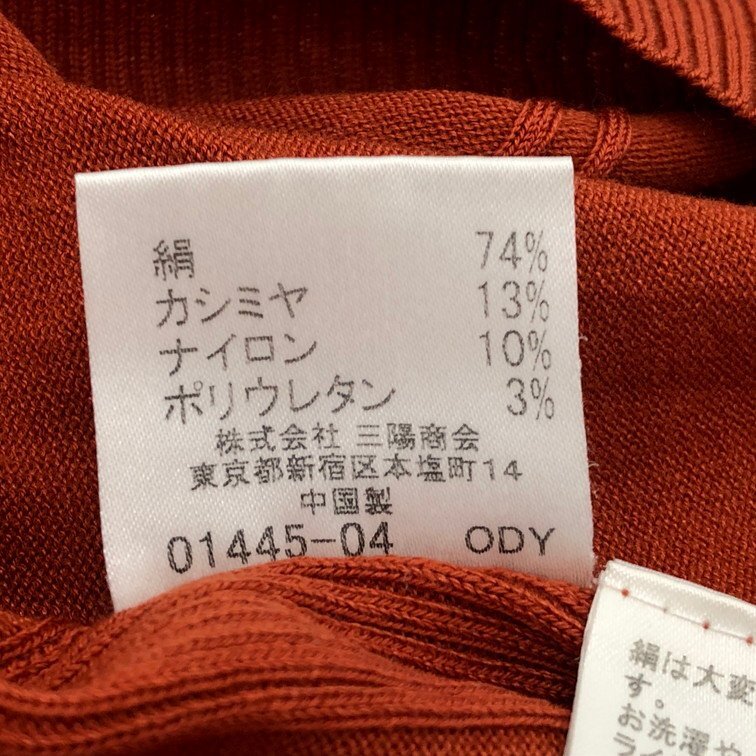 絹 74%
カシミヤ 13%
ナイロン 10%
ポリウレタン 3%
株式会社 三陽商会
東京都新宿区本塩町14
中国製
01445-04 ODY
絹は大変
す。
お洗濯